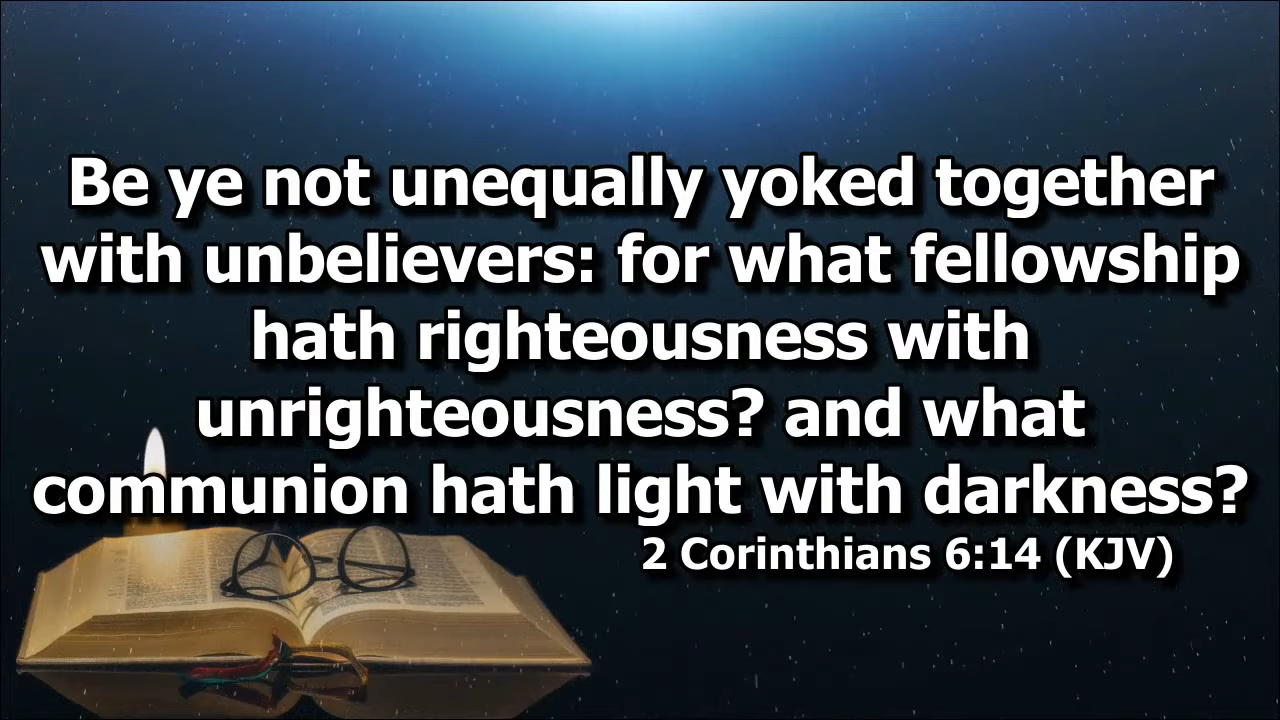 Be ye not unequally yoked together
with unbelievers: for what fellowship
hath righteousness with
unrighteousness? and what
communion hath light with darkness?
2 Corinthians 6:14 (KJV)